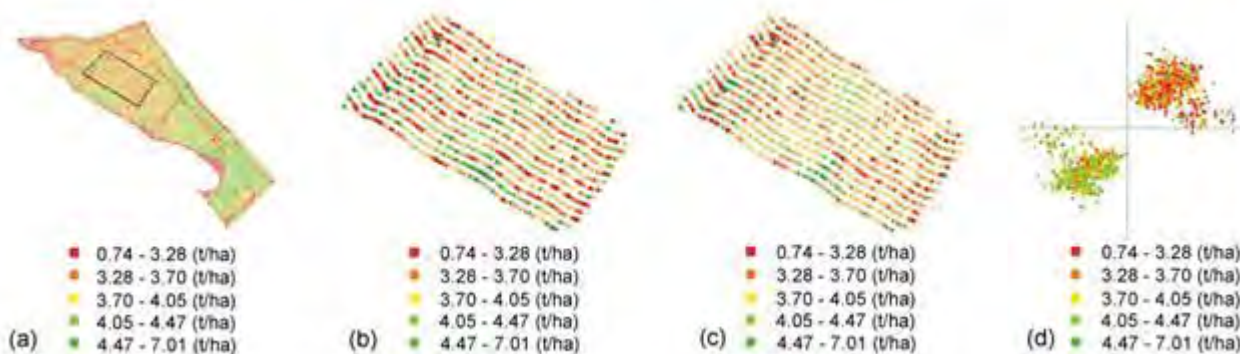 0.74 - 3.28 (t/ha)
3.28 - 3.70 (t/ha)
3.70 - 4.05 (t/ha)
4.05 - 4.47 (t/ha)
(a) 4.47 - 7.01 (t/ha)
0.74 - 3.28 (t/ha)
3.28 - 3.70 (t/ha)
3.70 - 4.05 (t/ha)
4.05 - 4.47 (t/ha)
(b) 4.47 - 7.01 (t/ha)
0.74 - 3.28 (t/ha)
3.28 - 3.70 (t/ha)
3.70 - 4.05 (t/ha)
4.05 - 4.47 (t/ha)
(c) 4.47 - 7.01 (t/ha)
0.74 - 3.28 (t/ha)
3.28 - 3.70 (t/ha)
3.70 - 4.05 (t/ha)
4.05 - 4.47 (t/ha)
(d) 4.47 - 7.01 (t/ha)